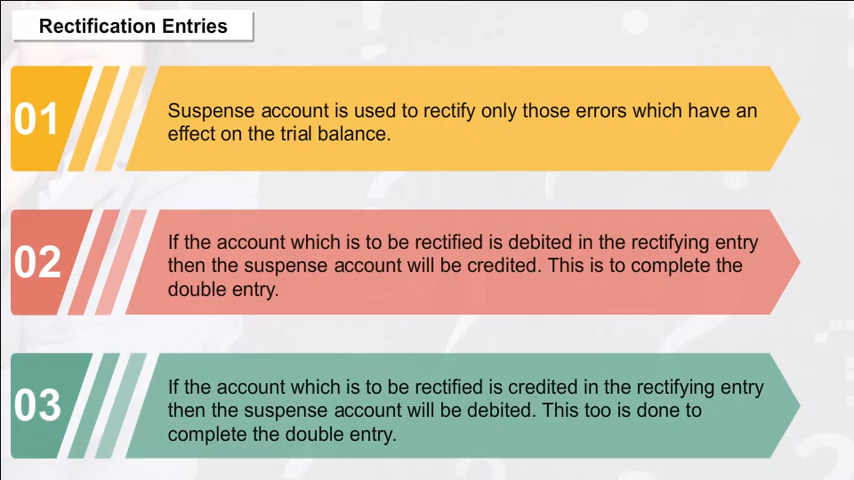 Rectification Entries
01
Suspense account is used to rectify only those errors which have an
effect on the trial balance.
02
If the account which is to be rectified is debited in the rectifying entry
then the suspense account will be credited. This is to complete the
double entry.
03
If the account which is to be rectified is credited in the rectifying entry
then the suspense account will be debited. This too is done to
complete the double entry.